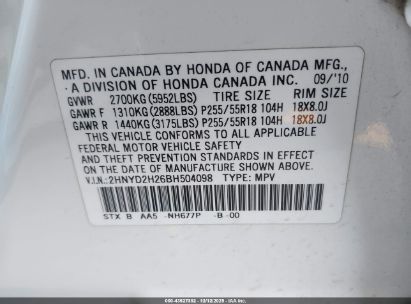 MFD. IN CANADA BY HONDA OF CANADA MFG.,
A DIVISION OF HONDA CANADA INC. 09/'10
GVWR 2700KG(5952LBS) TIRE SIZE RIM SIZE
GAWR F 1310KG(2888LBS) P255/55R18 104H 18X8.0J
GAWR R 1440KG(3175LBS) P255/55R18 104H 18X8.0J
THIS VEHICLE CONFORMS TO ALL APPLICABLE
FEDERAL MOTOR VEHICLE SAFETY
AND THEFT PREVENTION STANDARDS IN EFFECT ON
THE DATE OF MANUFACTURE SHOWN ABOVE.
V.I.N.: 2HNYD2H26BH504098 TYPE: MPV
STX B AA5 -NH677P -B-00